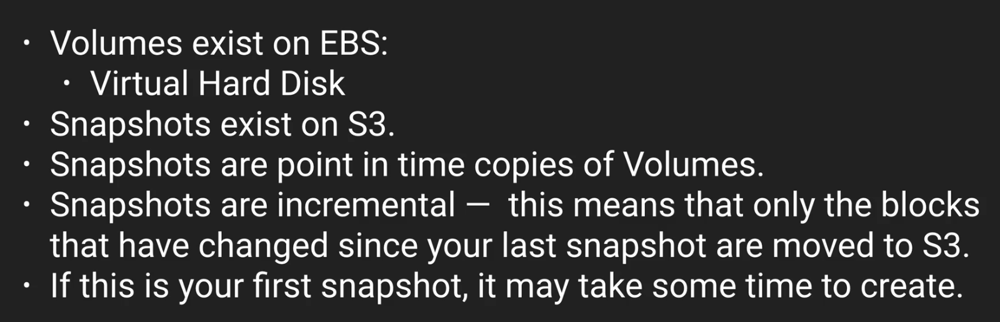 • Volumes exist on EBS:
• Virtual Hard Disk
• Snapshots exist on S3.
• Snapshots are point in time copies of Volumes.
• Snapshots are incremental — this means that only the blocks
that have changed since your last snapshot are moved to S3.
• If this is your first snapshot, it may take some time to create.